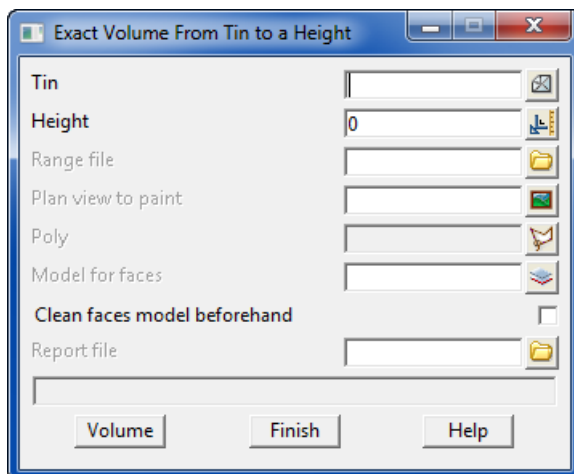 Exact Volume From Tin to a Height
Tin
Height 0
Range file
Plan view to paint
Poly
Model for faces
Clean faces model beforehand
Report file
Volume Finish Help